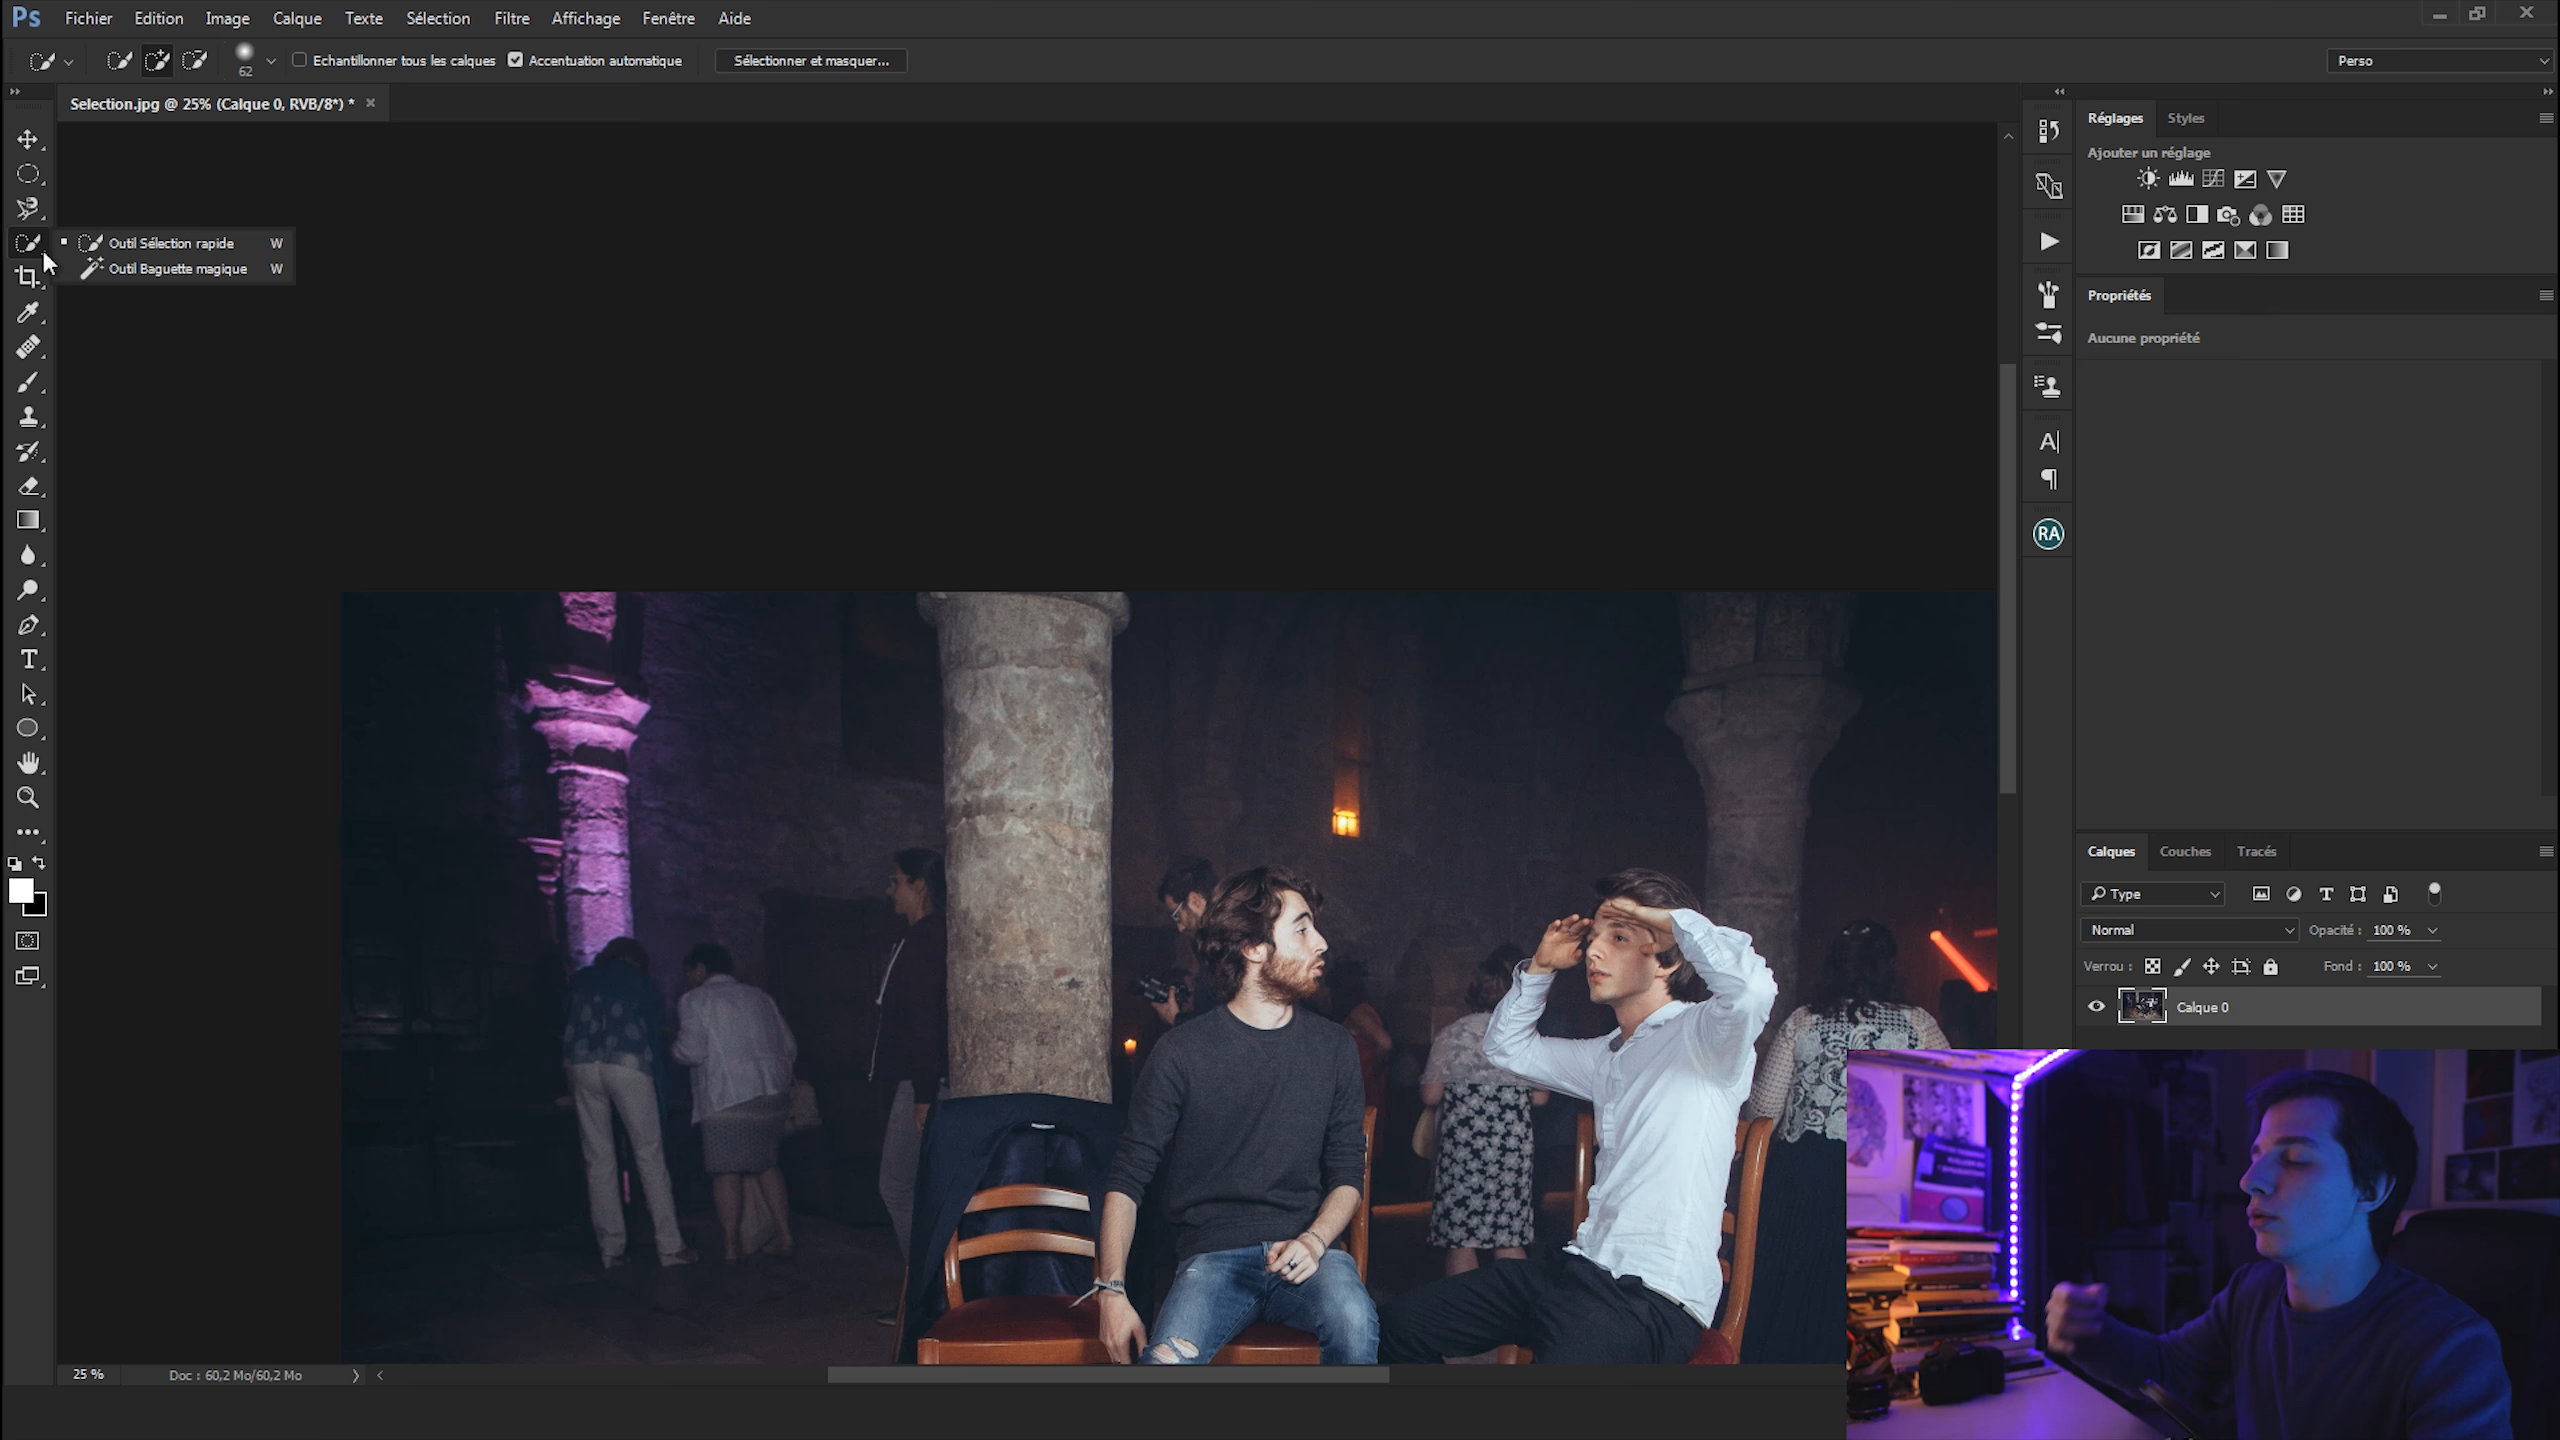 Ps Fichier Edition Image Calque Texte Sélection Filtre Affichage Fenêtre Aide
62 Echantillonner tous les calques Accentuation automatique Sélectionner et masquer... Perso
Selection.jpg @ 25% (Calque 0, RVB/8*) *
Réglages Styles
Ajouter un réglage
Outil Sélection rapide W
Outil Baguette magique W
Propriétés
Aucune propriété
RA
Calques Couches Tracés
Type
Normal Opacité : 100 %
Verrou : Fond : 100 %
Calque 0
25 % Doc : 60,2 Mo/60,2 Mo